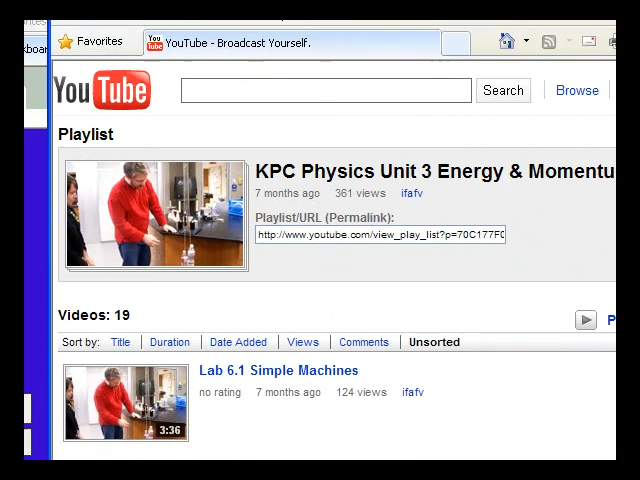 Favorites
YouTube - Broadcast Yourself.
You Tube
Search
Browse
Playlist
KPC Physics Unit 3 Energy & Momentu
7 months ago 361 views ifafv
Playlist/URL (Permalink):
http://www.youtube.com/view_play_list?p=70C177F0
Videos: 19
P
Sort by: Title Duration Date Added Views Comments Unsorted
Lab 6.1 Simple Machines
no rating 7 months ago 124 views ifafv
3:36